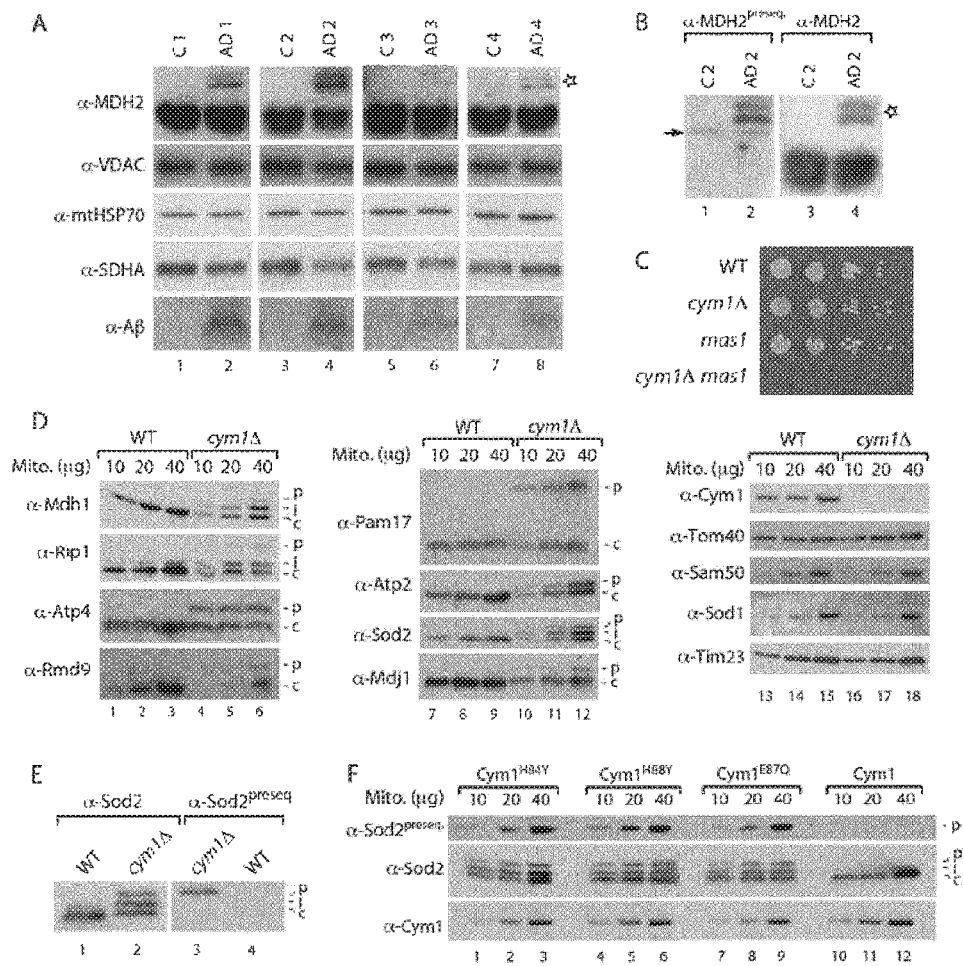 A
C 1 AD 1 C 2 AD 2 C 3 AD 3 C 4 AD 4
α-MDH2
α-VDAC
α-mtHSP70
α-SDHA
α-Aβ
1 2 3 4 5 6 7 8
B
α-MDH2preseq. α-MDH2
C 2 AD 2 C 2 AD 2
1 2 3 4
C
WT
cym1Δ
mas1
cym1Δ mas1
D
WT cym1Δ
Mito. (μg) 10 20 40 10 20 40
α-Mdh1 - p - i - c
α-Rip1 - p - i - c
α-Atp4 - p - c
α-Rmd9 - p - c
1 2 3 4 5 6
WT cym1Δ
Mito. (μg) 10 20 40 10 20 40
α-Pam17 - p - c
α-Atp2 - p - c
α-Sod2 - p - i - c
α-Mdj1 - p - c
7 8 9 10 11 12
WT cym1Δ
Mito. (μg) 10 20 40 10 20 40
α-Cym1
α-Tom40
α-Sam50
α-Sod1
α-Tim23
13 14 15 16 17 18
E
α-Sod2 α-Sod2preseq.
WT cym1Δ cym1Δ WT
- p - i - c
1 2 3 4
F
Cym1H84Y Cym1H88Y Cym1E87Q Cym1
Mito. (μg) 10 20 40 10 20 40 10 20 40 10 20 40
α-Sod2preseq. - p
α-Sod2 - p - i - c
α-Cym1
1 2 3 4 5 6 7 8 9 10 11 12